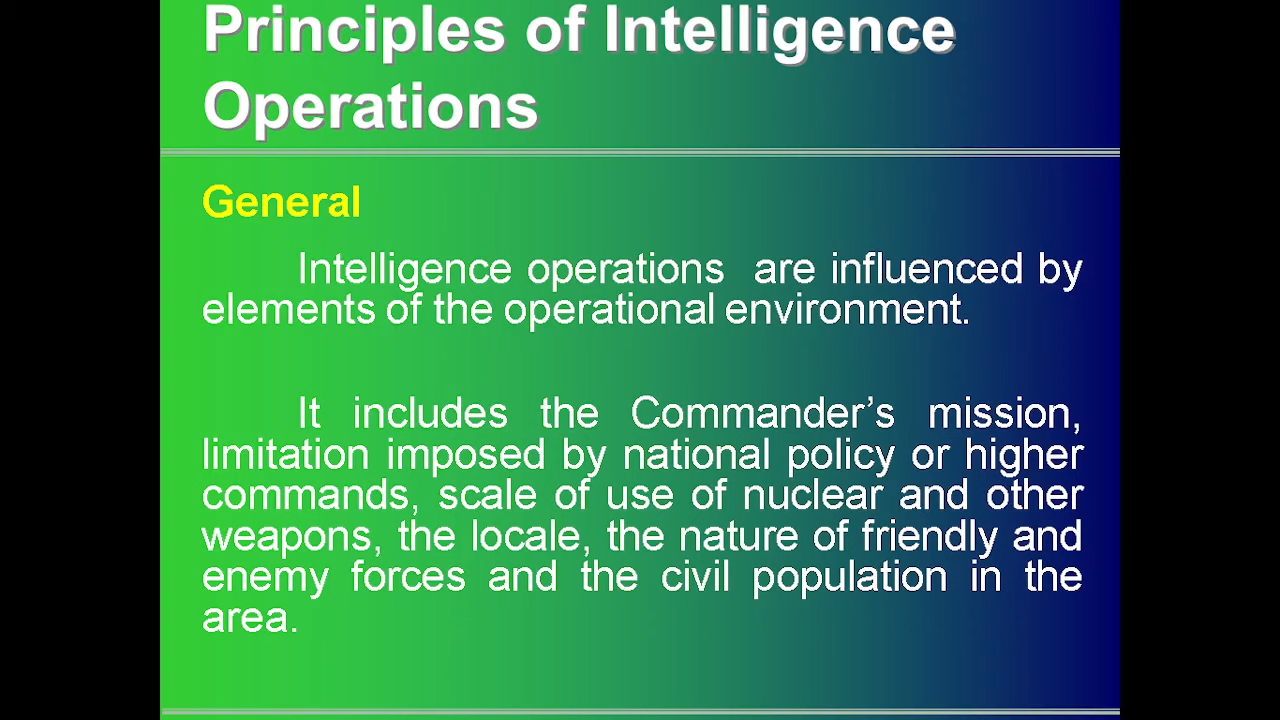 Principles of Intelligence
Operations
General
Intelligence operations are influenced by
elements of the operational environment.
It includes the Commander’s mission,
limitation imposed by national policy or higher
commands, scale of use of nuclear and other
weapons, the locale, the nature of friendly and
enemy forces and the civil population in the
area.